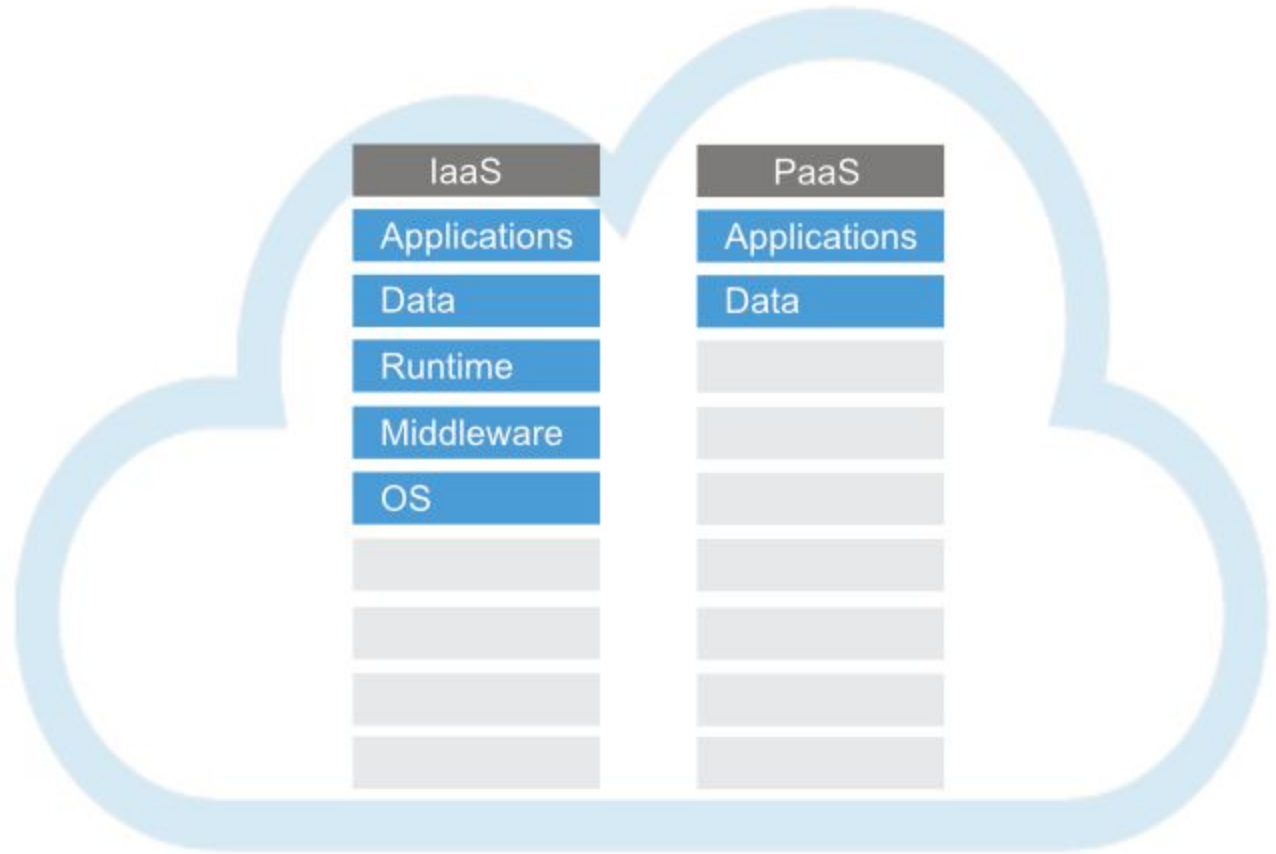 IaaS
Applications
Data
Runtime
Middleware
OS
PaaS
Applications
Data